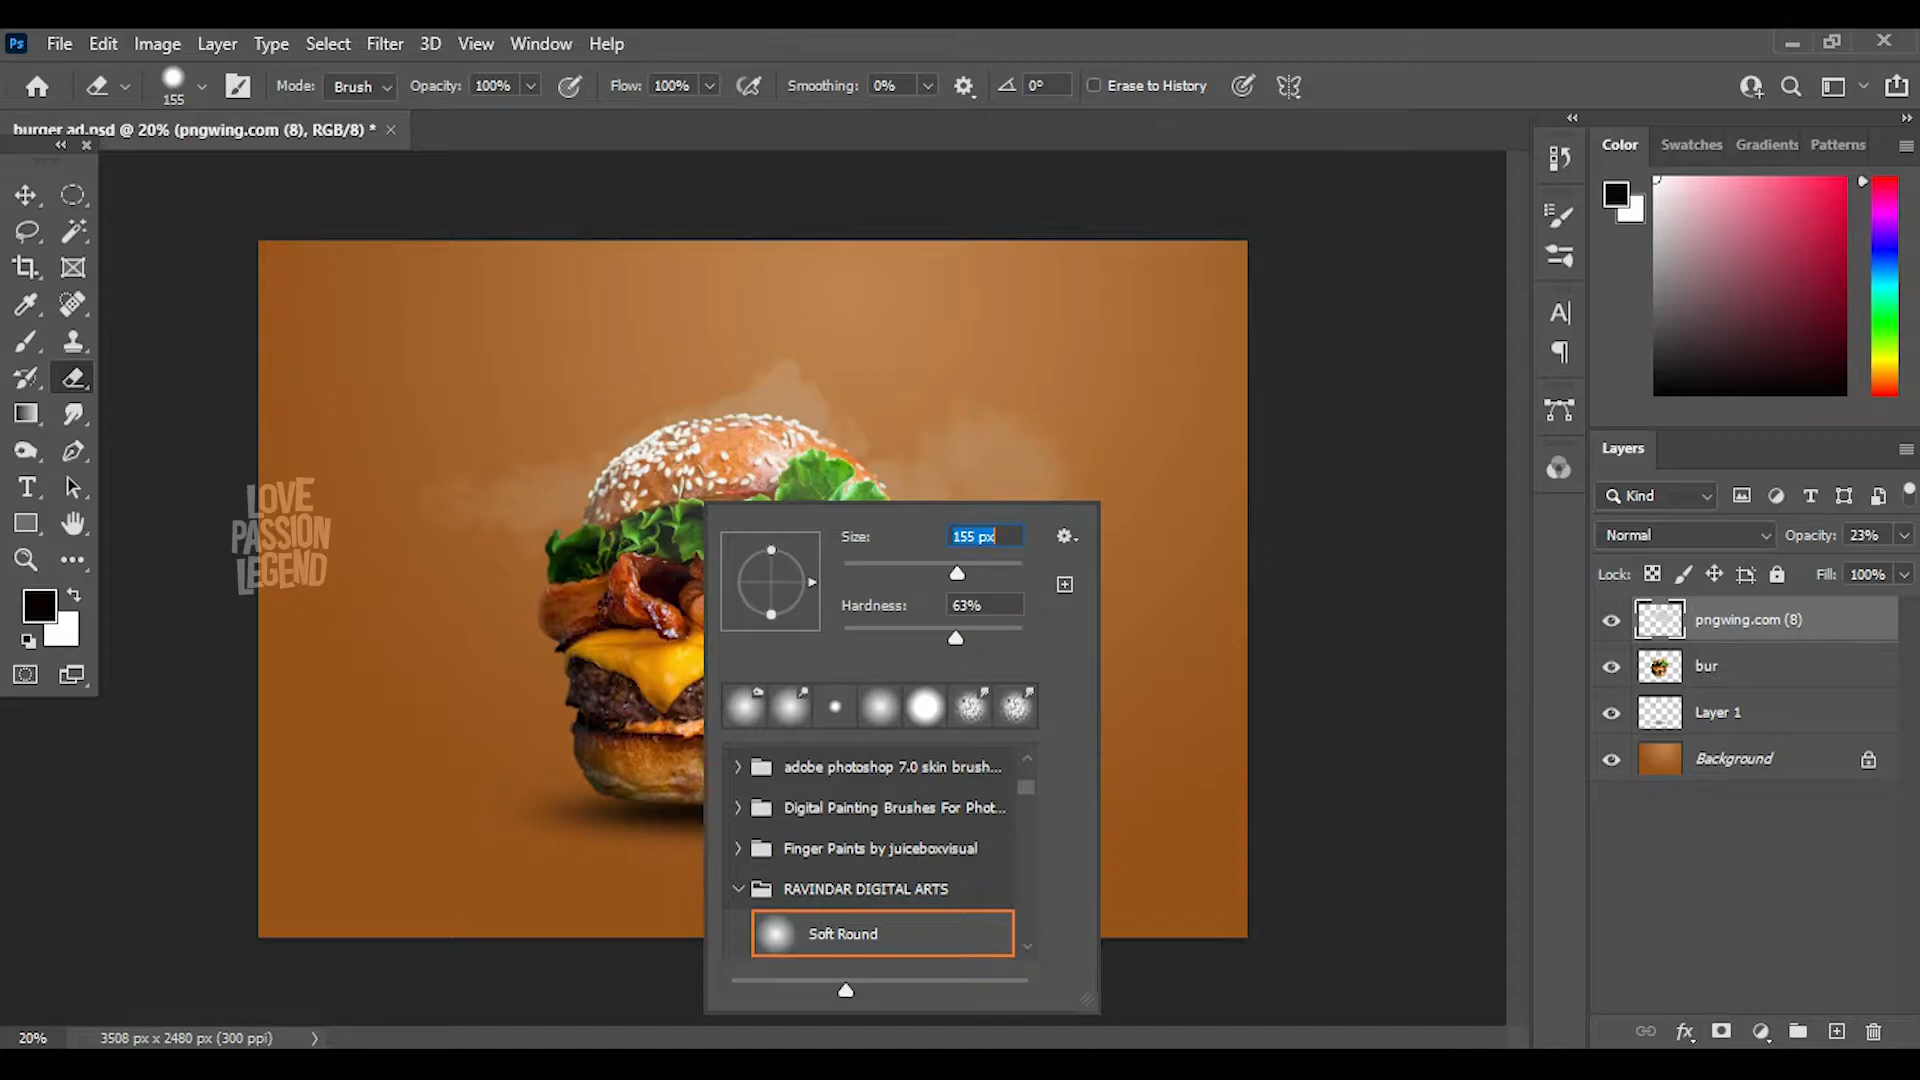 Ps File Edit Image Layer Type Select Filter 3D View Window Help
155 Mode: Brush Opacity: 100% Flow: 100% Smoothing: 0% 0° Erase to History
burger ad.psd @ 20% (pngwing.com (8), RGB/8) *
Color Swatches Gradients Patterns
LOVE
PASSION
LEGEND
Size: 155 px
Hardness: 63%
adobe photoshop 7.0 skin brush...
Digital Painting Brushes For Phot...
Finger Paints by juiceboxvisual
RAVINDAR DIGITAL ARTS
Soft Round
Layers
Kind
Normal Opacity: 23%
Lock: Fill: 100%
pngwing.com (8)
bur
Layer 1
Background
20% 3508 px x 2480 px (300 ppi)